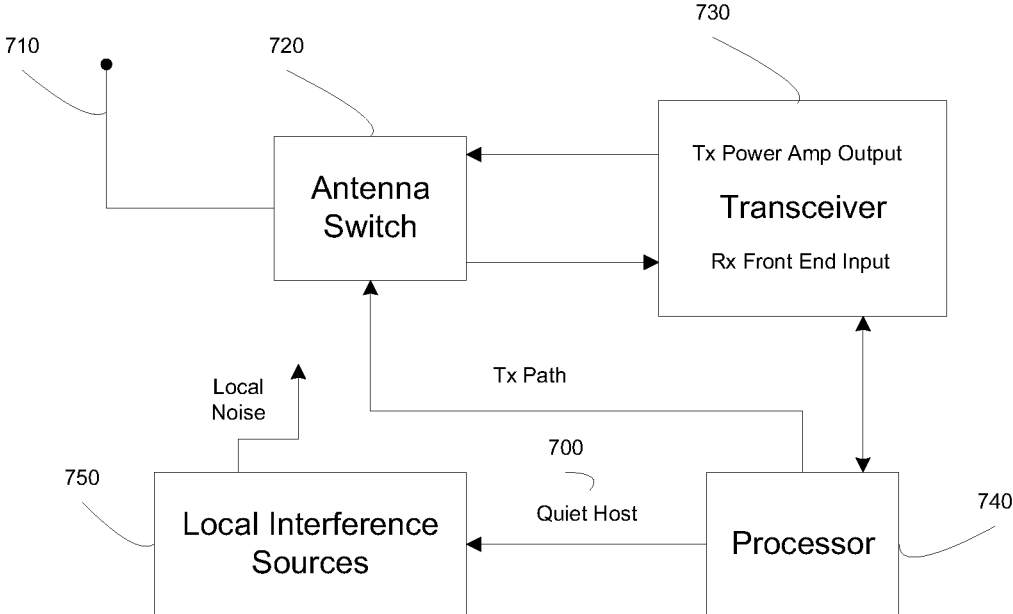 730
710
720
Tx Power Amp Output
Antenna
Switch
Transceiver
Rx Front End Input
Tx Path
Local
Noise
700
750
740
Quiet Host
Local Interference
Sources
Processor